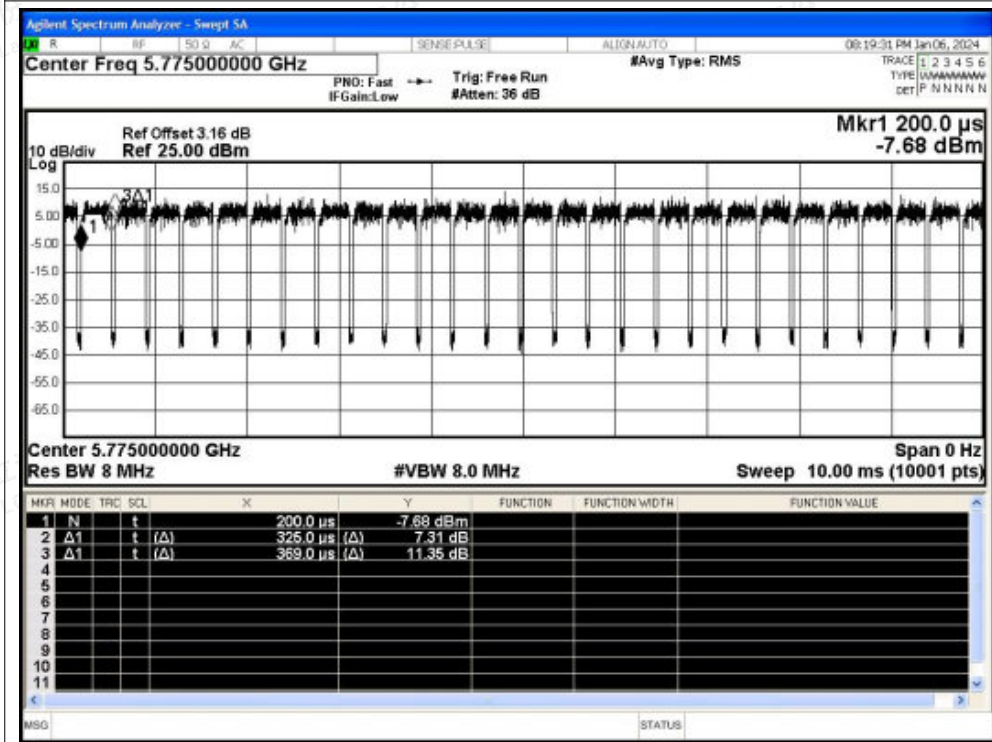 Agilent Spectrum Analyzer - Swept SA
R RF 50 Ω AC SENSE:PULSE ALIGN AUTO 08:19:31 PM Jan 06, 2024
Center Freq 5.775000000 GHz
#Avg Type: RMS
TRACE 1 2 3 4 5 6
PNO: Fast Trig: Free Run
TYPE
IFGain:Low #Atten: 36 dB
DET P N N N N N
Mkr1 200.0 µs
-7.68 dBm
Ref Offset 3.16 dB
10 dB/div Ref 25.00 dBm
Log
15.0
3Δ1
5.00
1
-5.00
-15.0
-25.0
-35.0
-45.0
-55.0
-65.0
Center 5.775000000 GHz Span 0 Hz
Res BW 8 MHz #VBW 8.0 MHz Sweep 10.00 ms (10001 pts)
MKR MODE TRC SCL X Y FUNCTION FUNCTION WIDTH FUNCTION VALUE
1 N t 200.0 µs -7.68 dBm
2 Δ1 t (Δ) 325.0 µs (Δ) 7.31 dB
3 Δ1 t (Δ) 369.0 µs (Δ) 11.35 dB
4
5
6
7
8
9
10
11
MSG STATUS